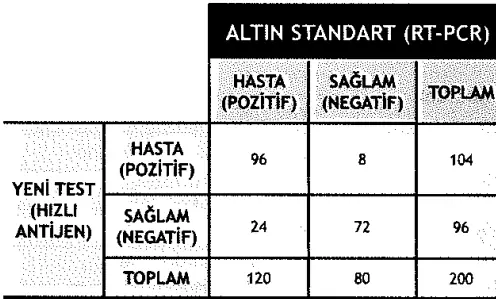 ALTIN STANDART (RT-PCR)
HASTA (POZİTİF) SAĞLAM (NEGATİF) TOPLAM
YENİ TEST (HIZLI ANTİJEN)
HASTA (POZİTİF) 96 8 104
SAĞLAM (NEGATİF) 24 72 96
TOPLAM 120 80 200